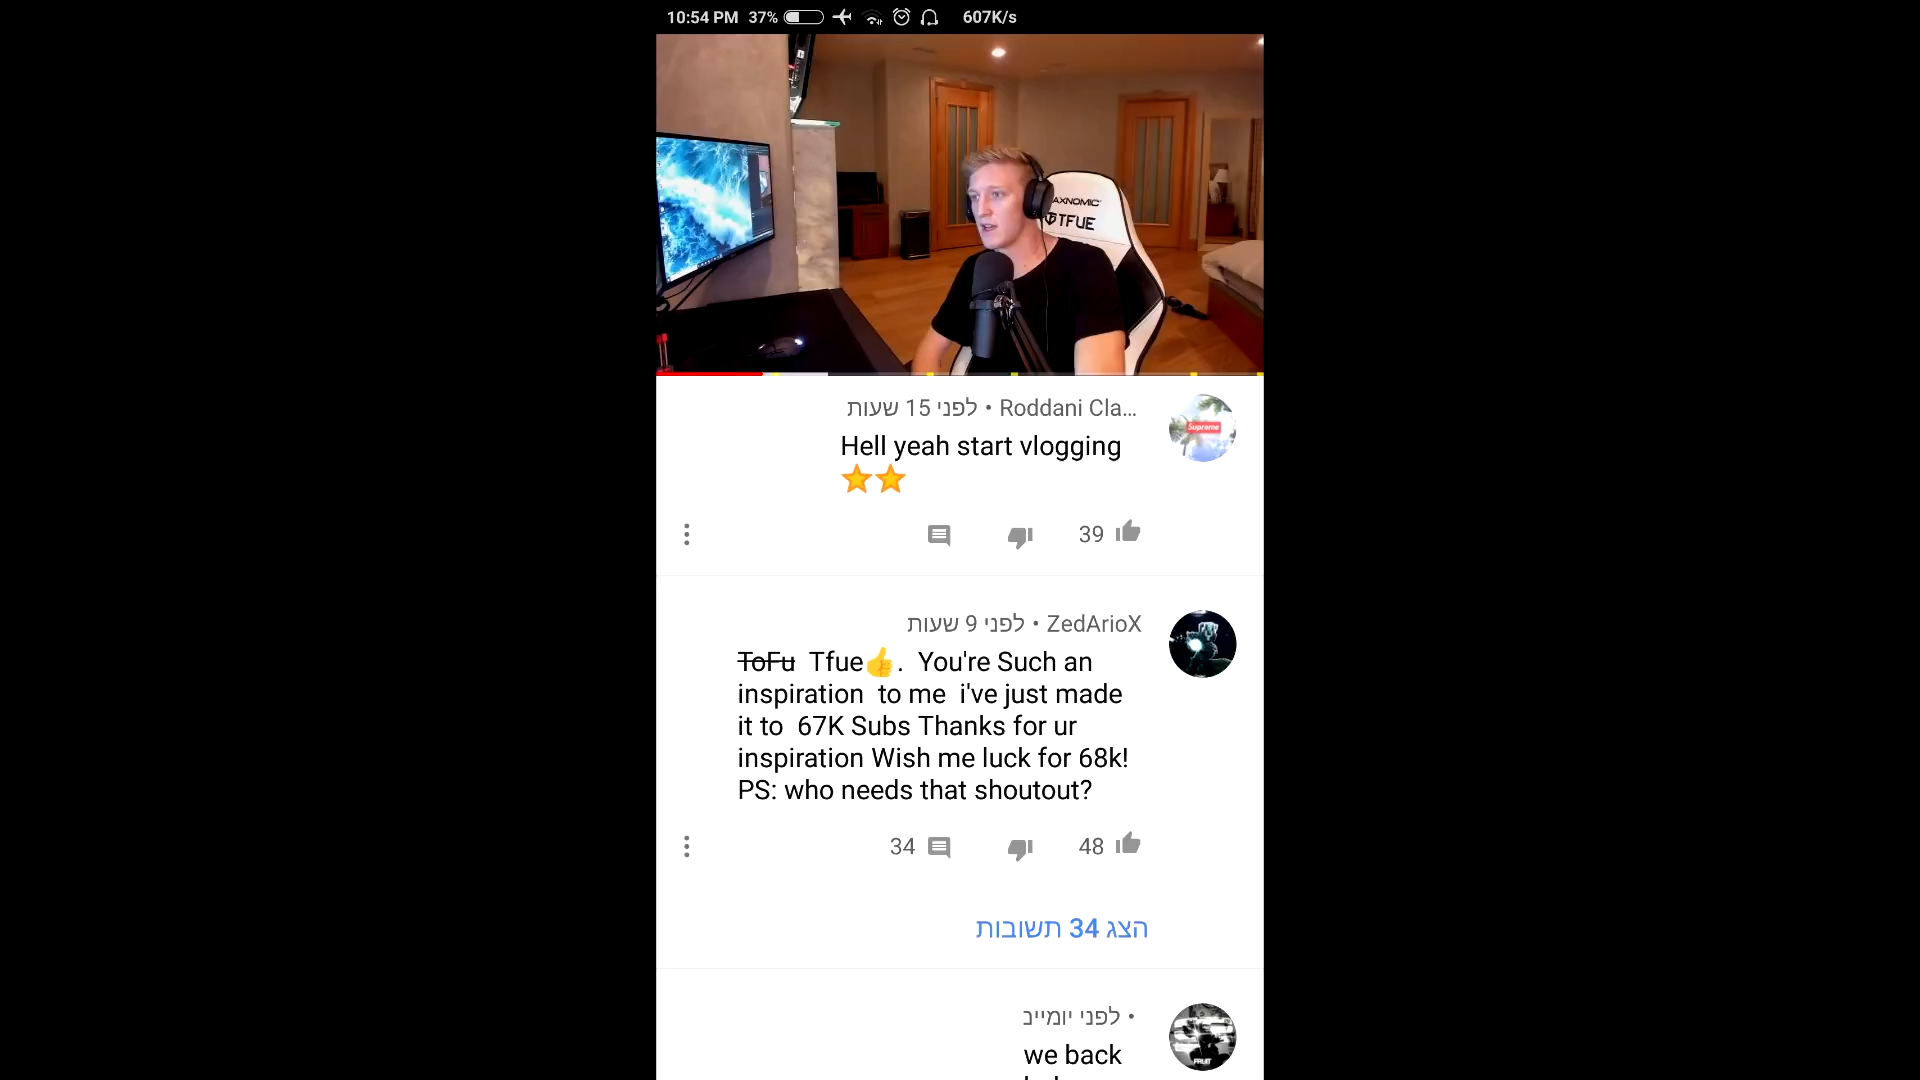 10:54 PM 37% 607K/s
AXNOMIC
TFUE
Roddani Cla... • לפני 15 שעות
Supreme
Hell yeah start vlogging
⭐⭐
39
ZedArioX • לפני 9 שעות
ToFu Tfue👍. You're Such an
inspiration to me i've just made
it to 67K Subs Thanks for ur
inspiration Wish me luck for 68k!
PS: who needs that shoutout?
34 48
הצג 34 תשובות
• לפני יומיינ
FRUIT
we back